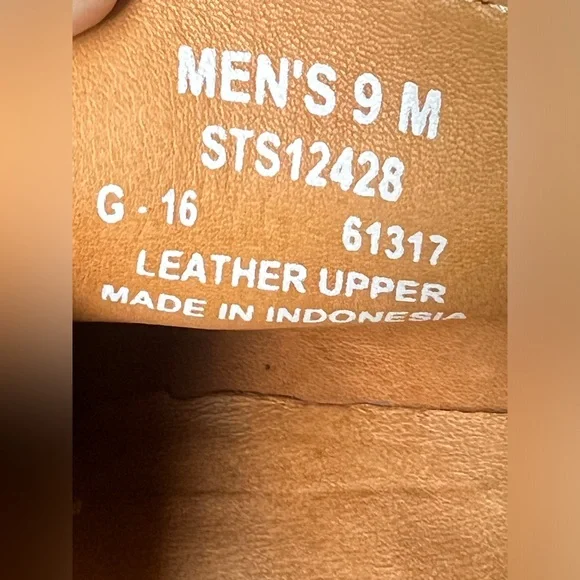 MEN'S 9 M
STS12428
G - 16 61317
LEATHER UPPER
MADE IN INDONESIA